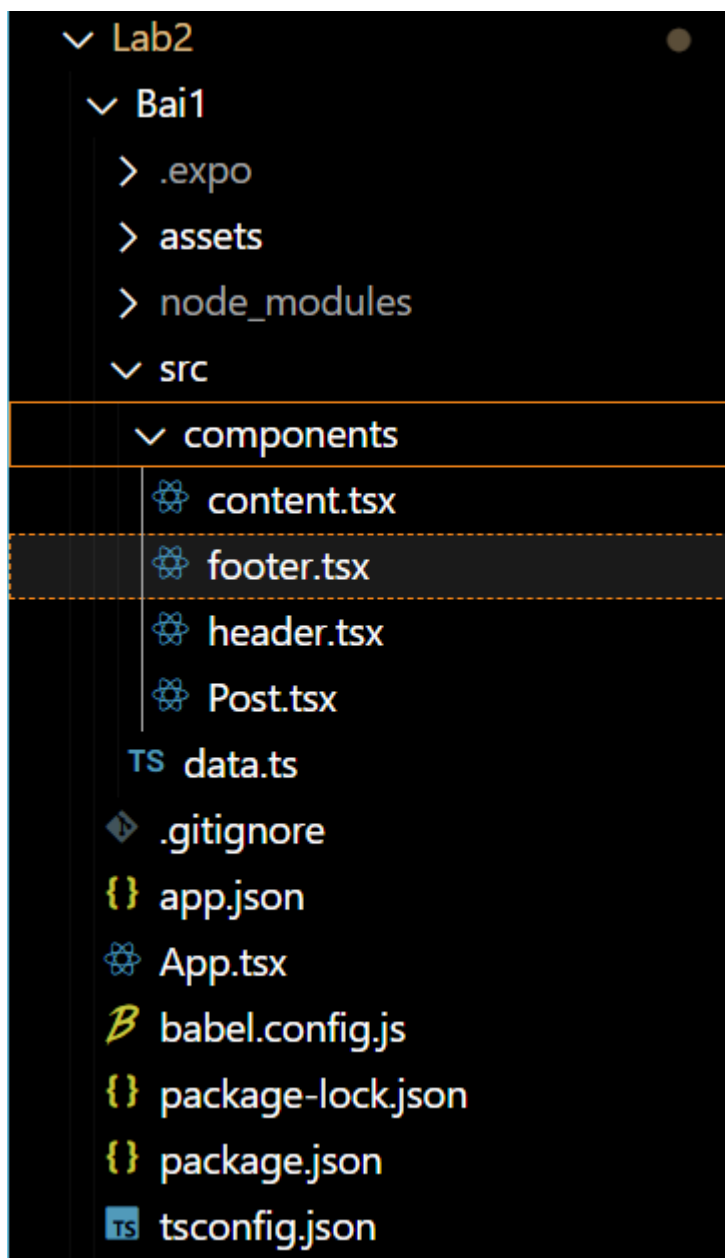 Lab2
Bai1
.expo
assets
node_modules
src
components
content.tsx
footer.tsx
header.tsx
Post.tsx
TS data.ts
.gitignore
{} app.json
App.tsx
B babel.config.js
{} package-lock.json
{} package.json
TS tsconfig.json